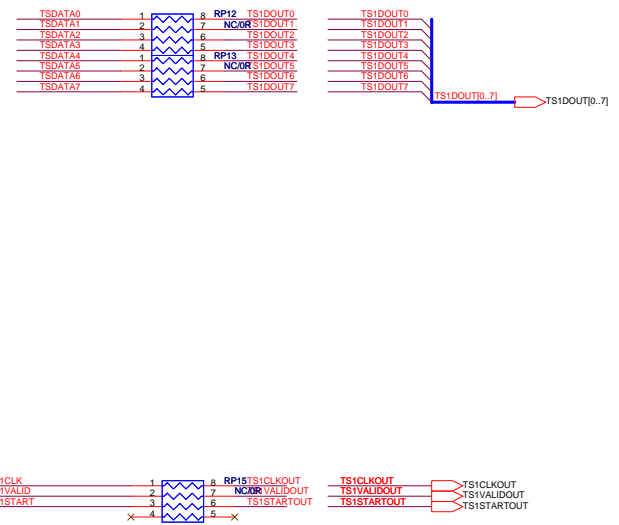 TSDATA0 1 8 RP12 TS1DOUT0 TS1DOUT0
TSDATA1 2 7 NC/0R TS1DOUT1 TS1DOUT1
TSDATA2 3 6 TS1DOUT2 TS1DOUT2
TSDATA3 4 5 TS1DOUT3 TS1DOUT3
TSDATA4 1 8 RP13 TS1DOUT4 TS1DOUT4
TSDATA5 2 7 NC/0R TS1DOUT5 TS1DOUT5
TSDATA6 3 6 TS1DOUT6 TS1DOUT6
TSDATA7 4 5 TS1DOUT7 TS1DOUT7
TS1DOUT[0..7] TS1DOUT[0..7]
1CLK 1 8 RP15 TS1CLKOUT TS1CLKOUT TS1CLKOUT
1VALID 2 7 NC/0R TS1VALIDOUT TS1VALIDOUT TS1VALIDOUT
1START 3 6 TS1STARTOUT TS1STARTOUT TS1STARTOUT
4 5